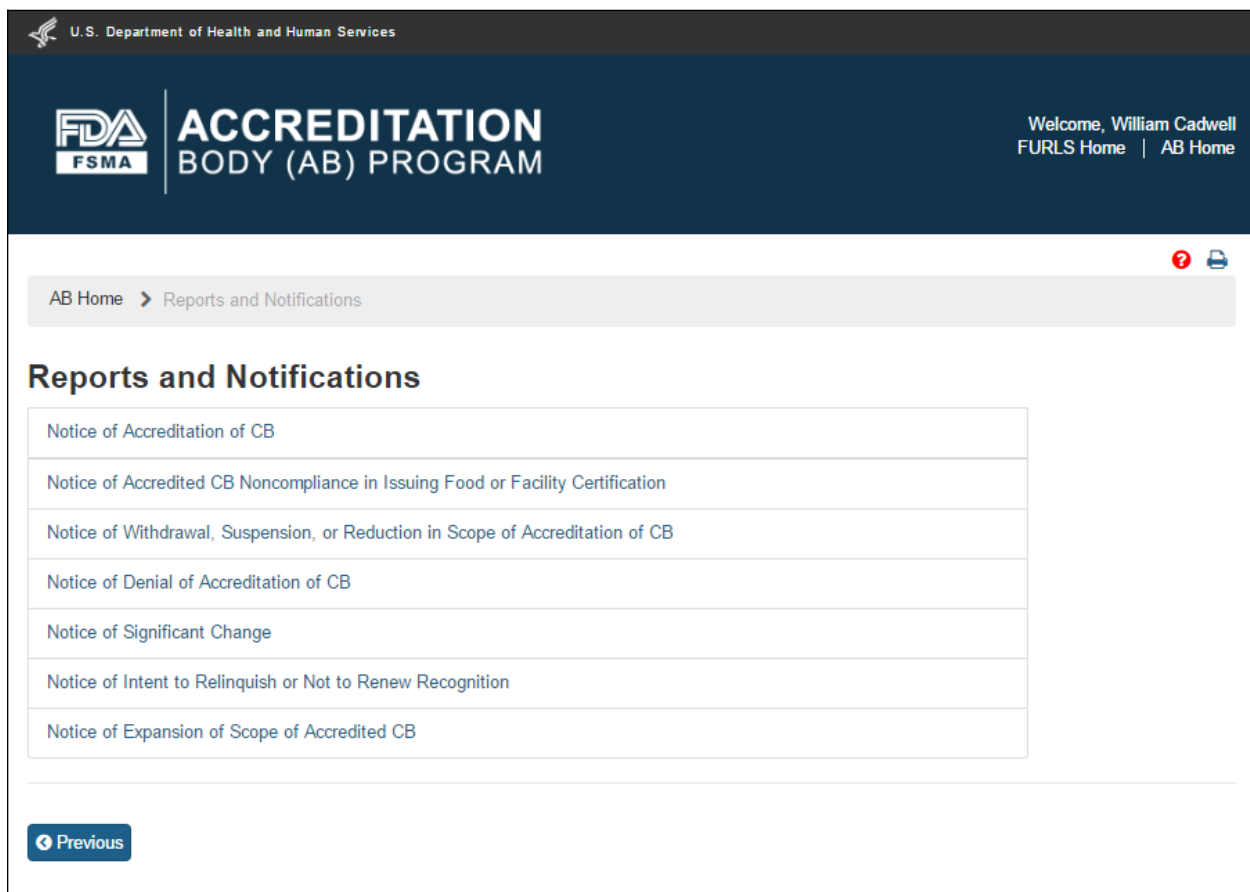 U.S. Department of Health and Human Services
FDA
FSMA
ACCREDITATION
BODY (AB) PROGRAM
Welcome, William Cadwell
FURLS Home | AB Home
AB Home > Reports and Notifications
Reports and Notifications
Notice of Accreditation of CB
Notice of Accredited CB Noncompliance in Issuing Food or Facility Certification
Notice of Withdrawal, Suspension, or Reduction in Scope of Accreditation of CB
Notice of Denial of Accreditation of CB
Notice of Significant Change
Notice of Intent to Relinquish or Not to Renew Recognition
Notice of Expansion of Scope of Accredited CB
Previous